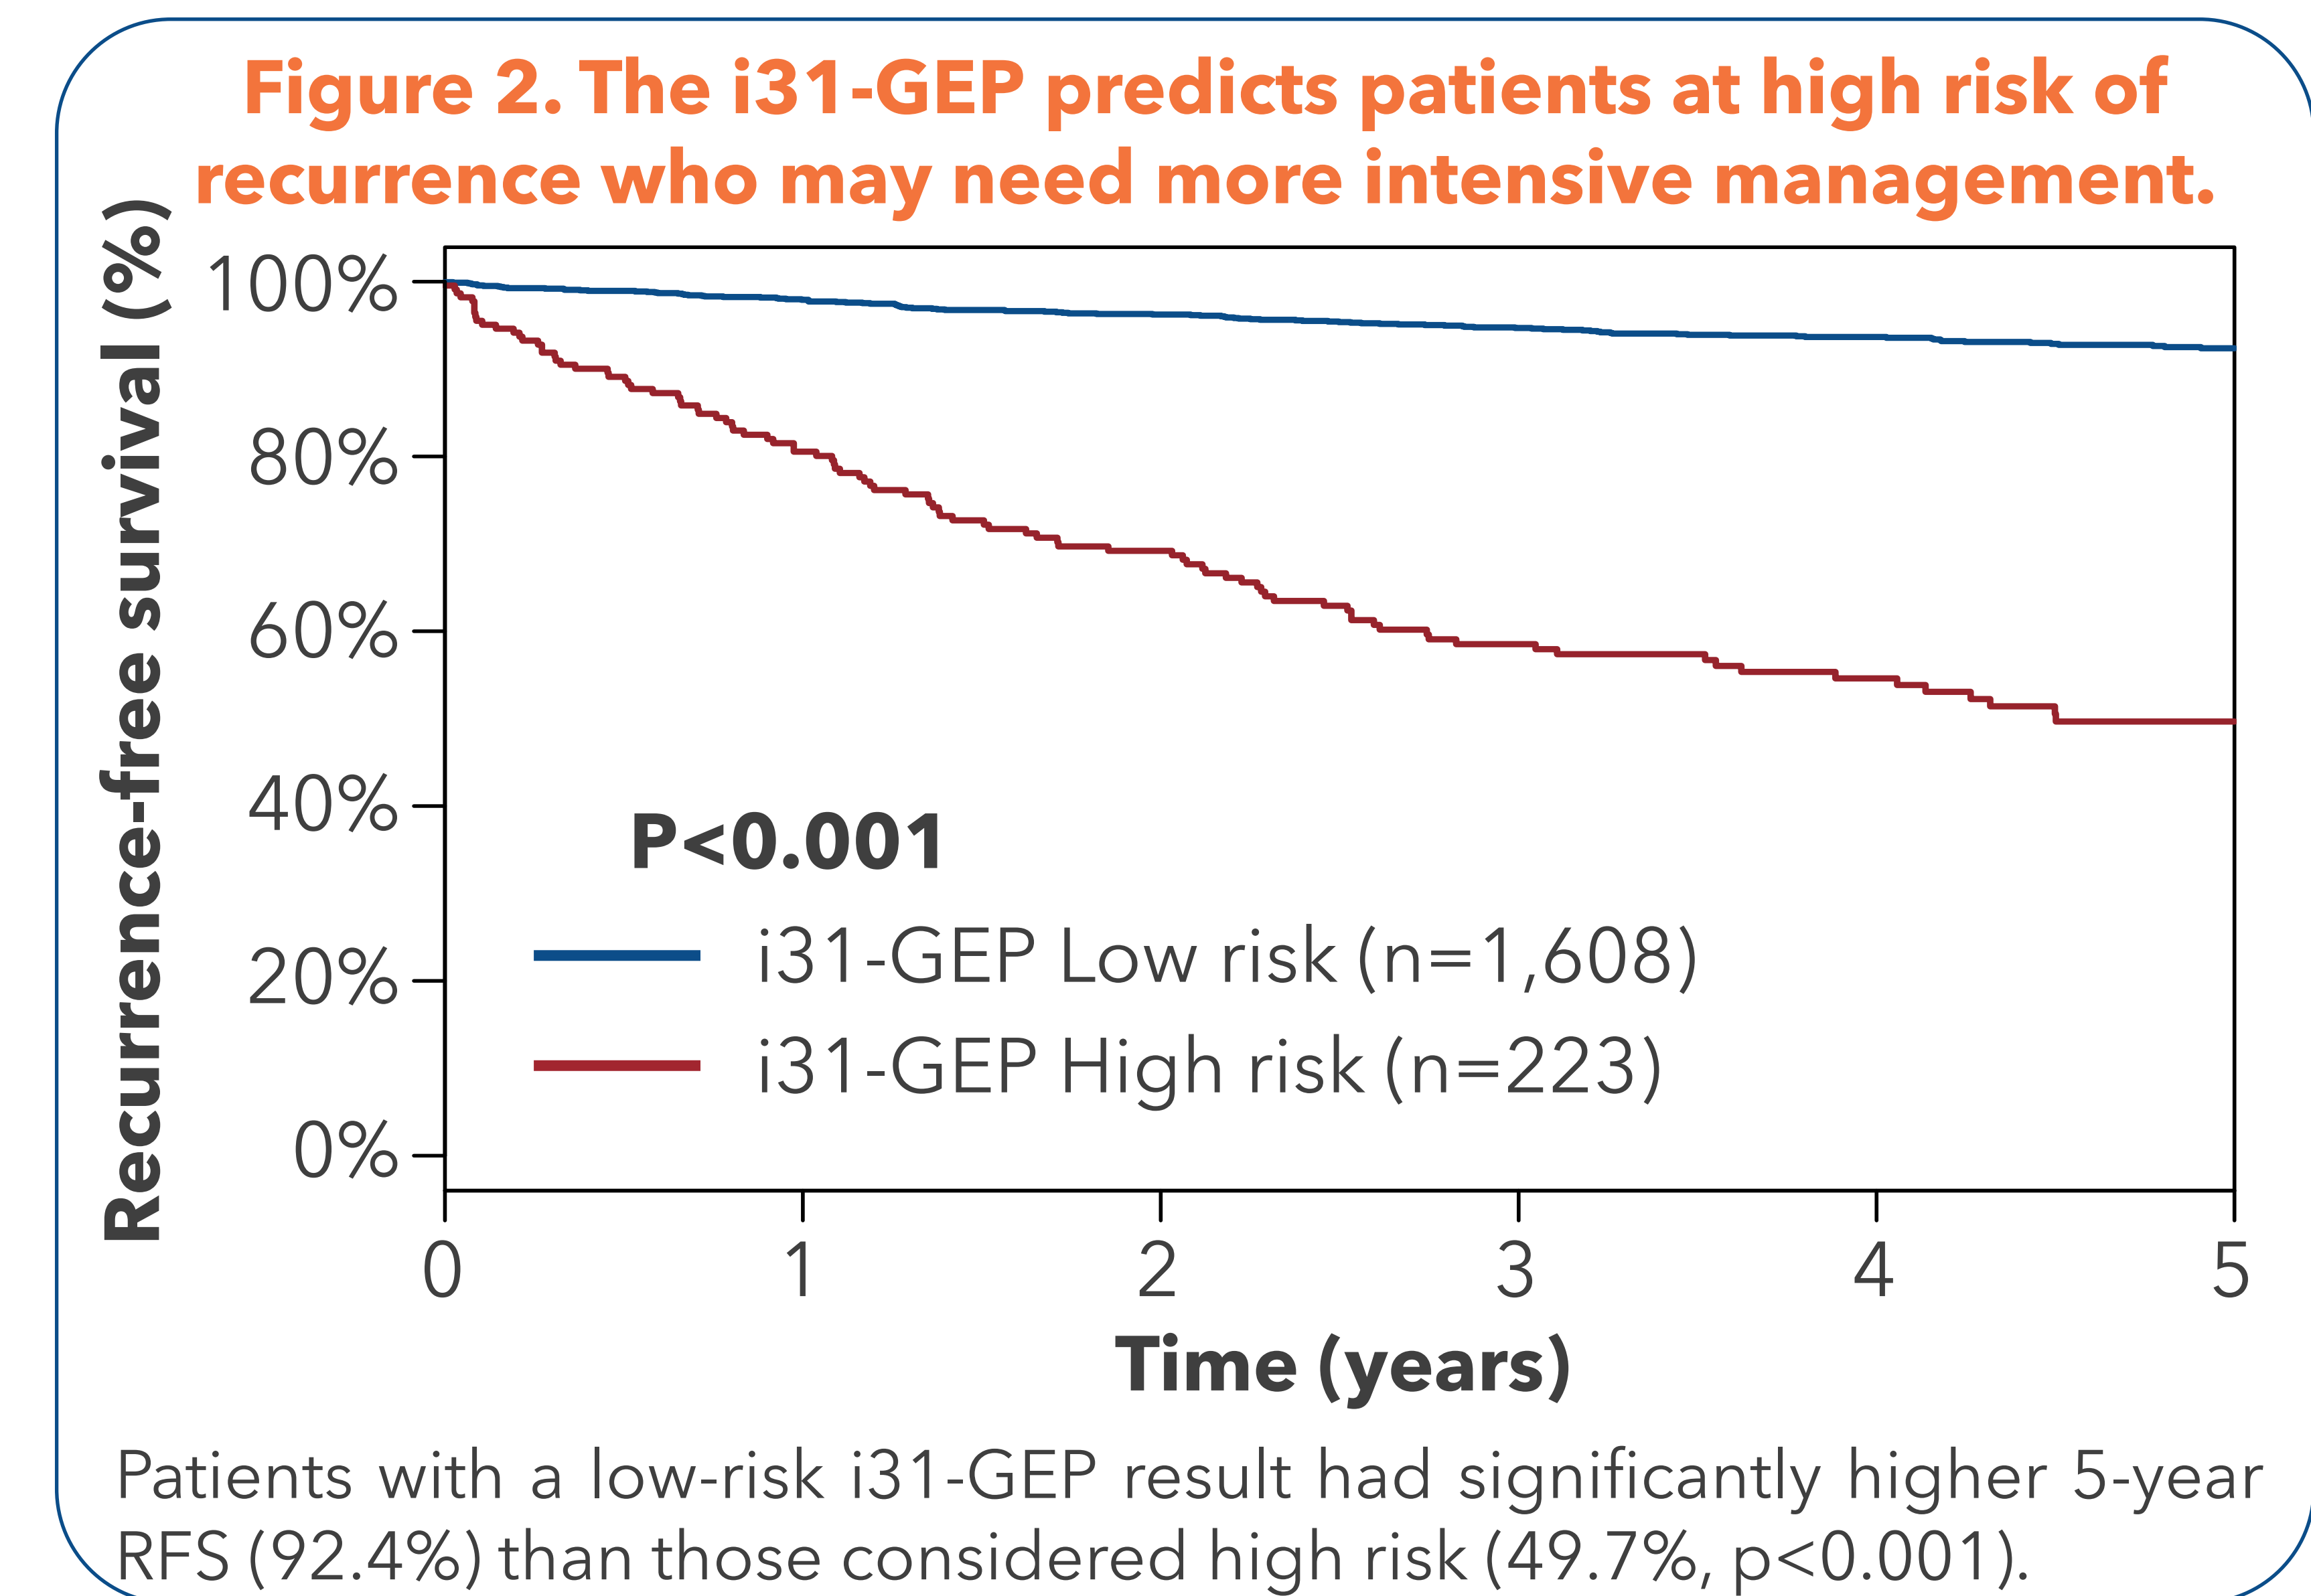 Figure 2. The i31-GEP predicts patients at high risk of
recurrence who may need more intensive management.
Recurrence-free survival (%)
100%
80%
60%
40%
20%
0%
P<0.001
i31-GEP Low risk (n=1,608)
i31-GEP High risk (n=223)
0 1 2 3 4 5
Time (years)
Patients with a low-risk i31-GEP result had significantly higher 5-year
RFS (92.4%) than those considered high risk (49.7%, p<0.001).